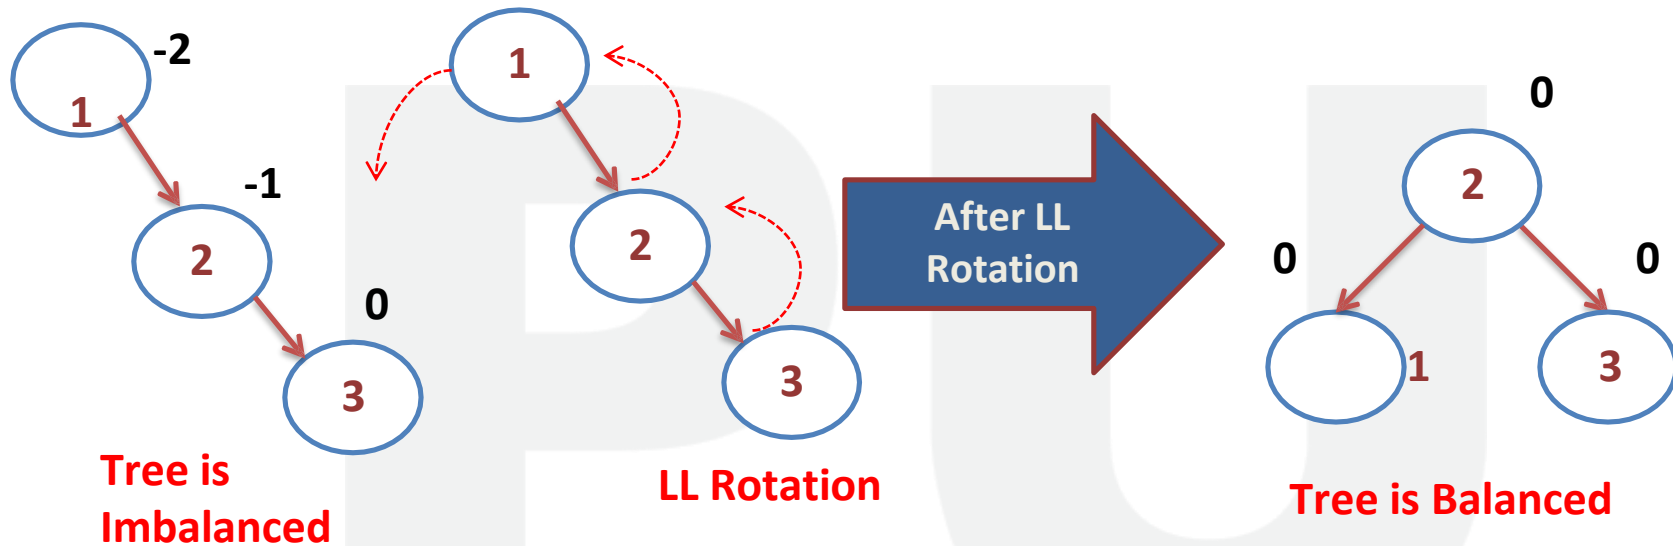 -2
1
-1
2
0
3
Tree is
Imbalanced
1
2
3
LL Rotation
After LL
Rotation
0
2
0
0
1
3
Tree is Balanced
PU